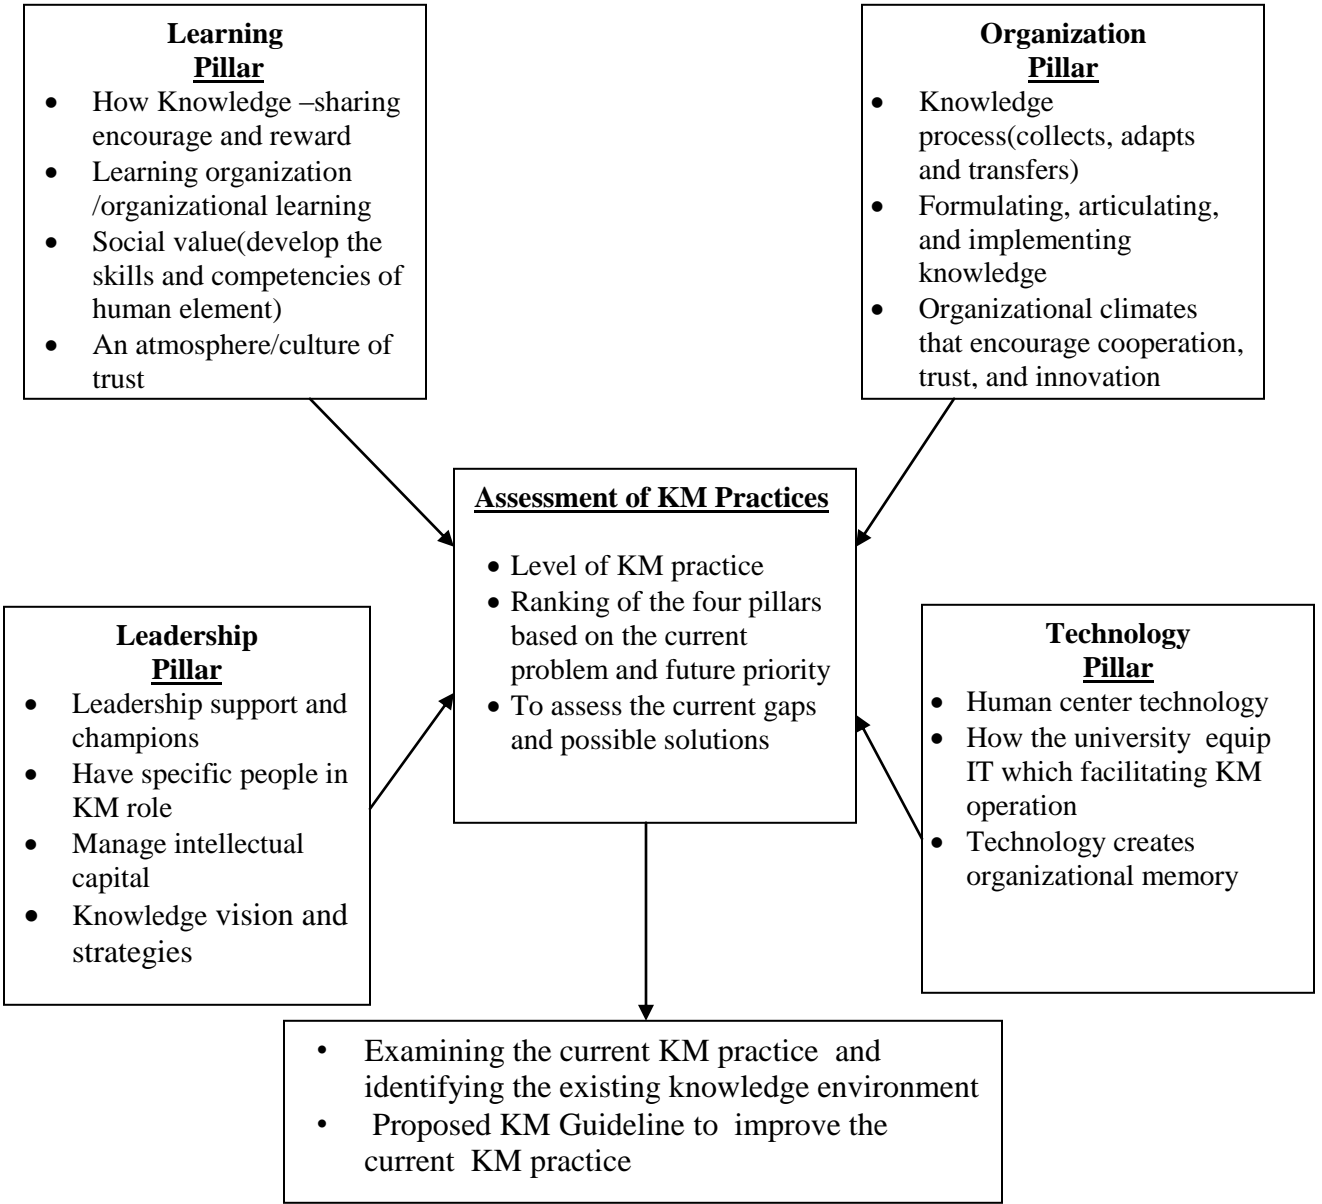 Learning
Pillar
• How Knowledge –sharing
encourage and reward
• Learning organization
/organizational learning
• Social value(develop the
skills and competencies of
human element)
• An atmosphere/culture of
trust
Organization
Pillar
• Knowledge
process(collects, adapts
and transfers)
• Formulating, articulating,
and implementing
knowledge
• Organizational climates
that encourage cooperation,
trust, and innovation
Assessment of KM Practices
• Level of KM practice
• Ranking of the four pillars
based on the current
problem and future priority
• To assess the current gaps
and possible solutions
Leadership
Pillar
• Leadership support and
champions
• Have specific people in
KM role
• Manage intellectual
capital
• Knowledge vision and
strategies
Technology
Pillar
• Human center technology
• How the university equip
IT which facilitating KM
operation
• Technology creates
organizational memory
• Examining the current KM practice and
identifying the existing knowledge environment
• Proposed KM Guideline to improve the
current KM practice